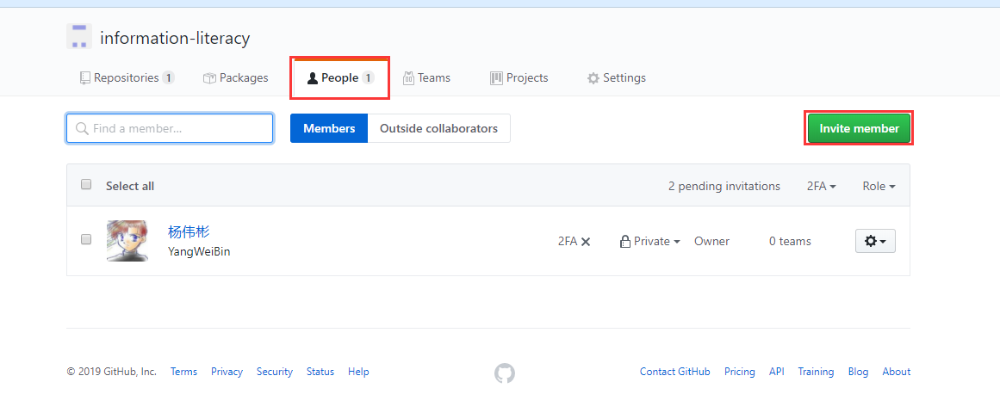 information-literacy
Repositories 1 Packages People 1 Teams Projects Settings
Find a member... Members Outside collaborators Invite member
Select all 2 pending invitations 2FA Role
杨伟彬
YangWeiBin
2FA Private Owner 0 teams
© 2019 GitHub, Inc. Terms Privacy Security Status Help Contact GitHub Pricing API Training Blog About